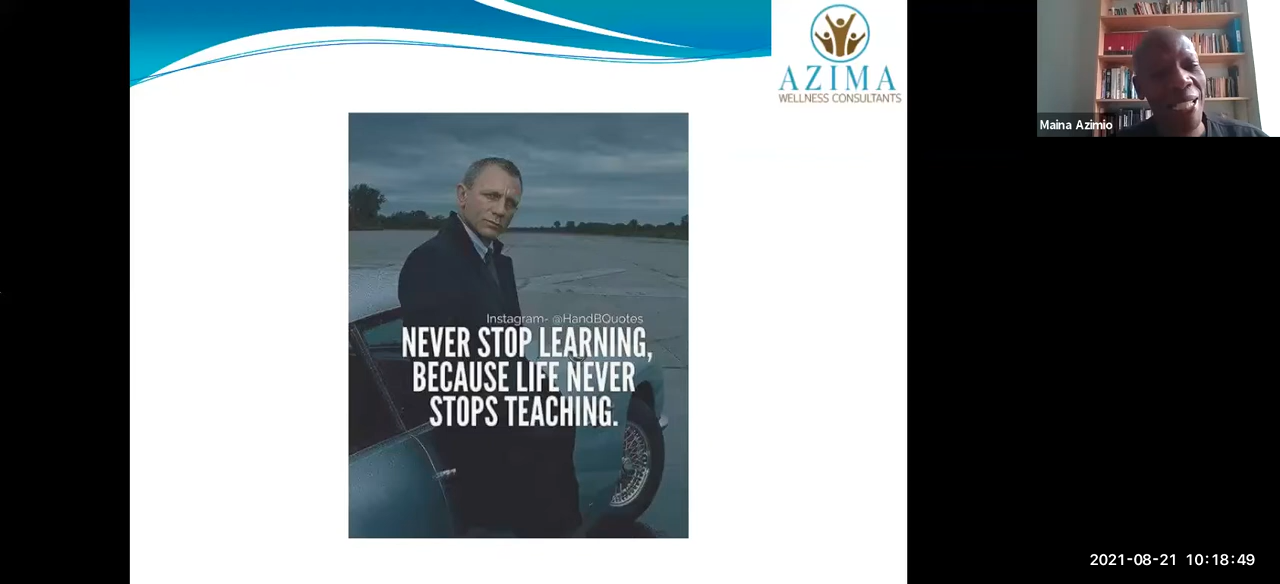 AZIMA
WELLNESS CONSULTANTS
Maina Azimio
Instagram- @HandBQuotes
NEVER STOP LEARNING,
BECAUSE LIFE NEVER
STOPS TEACHING.
2021-08-21 10:18:49